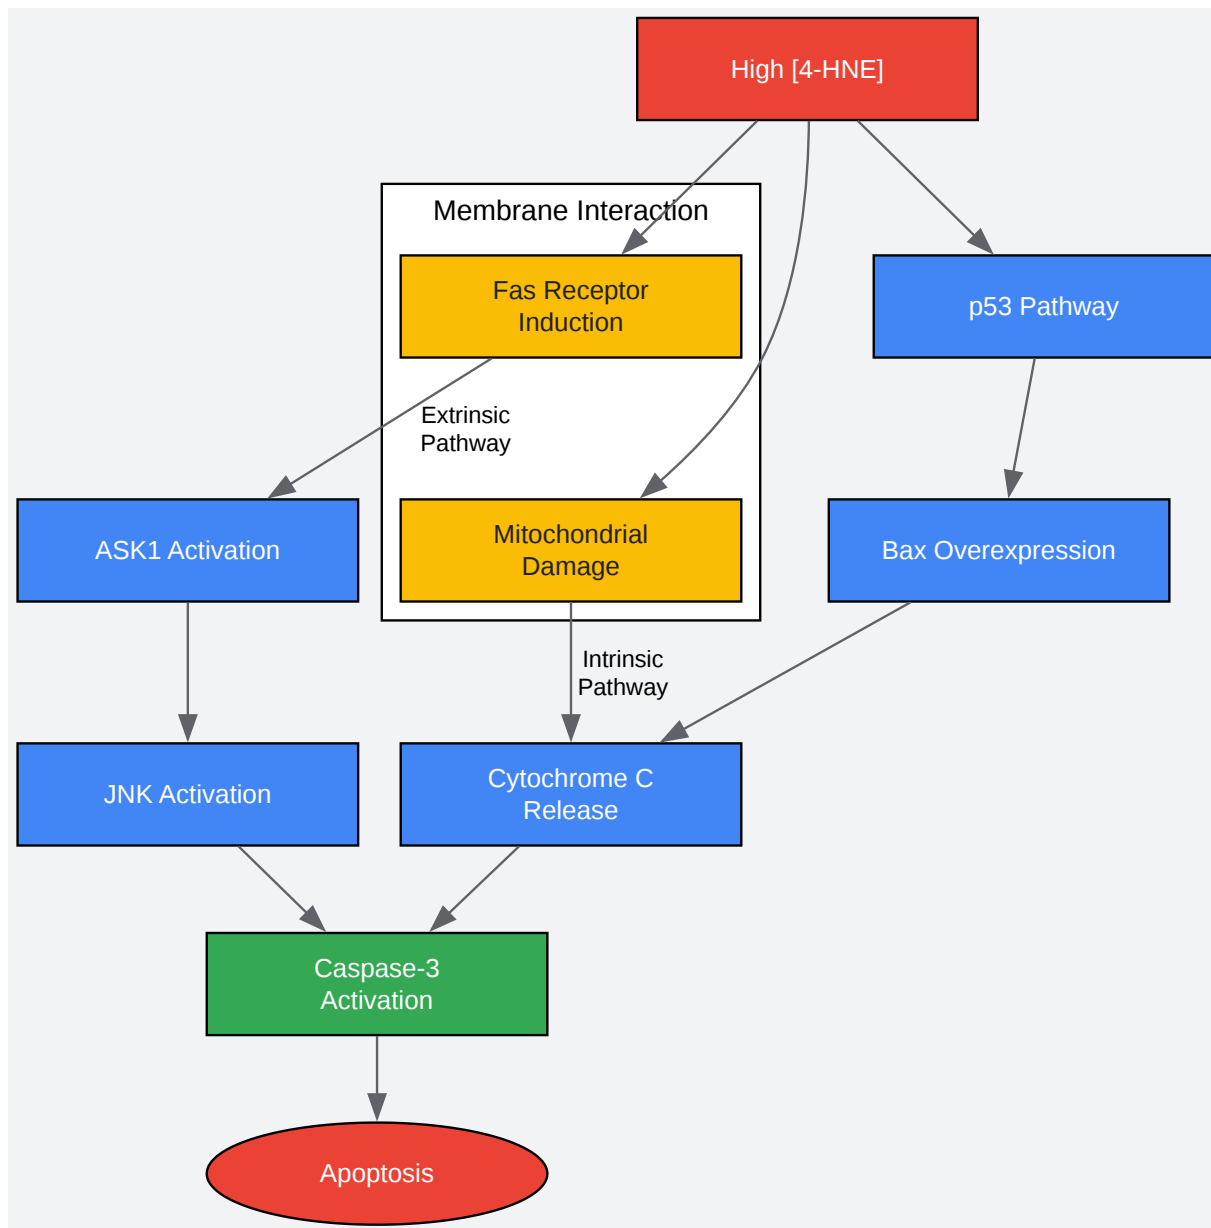 High [4-HNE]
Membrane Interaction
Fas Receptor
Induction
p53 Pathway
Extrinsic
Pathway
ASK1 Activation
Mitochondrial
Damage
Bax Overexpression
Intrinsic
Pathway
JNK Activation
Cytochrome C
Release
Caspase-3
Activation
Apoptosis